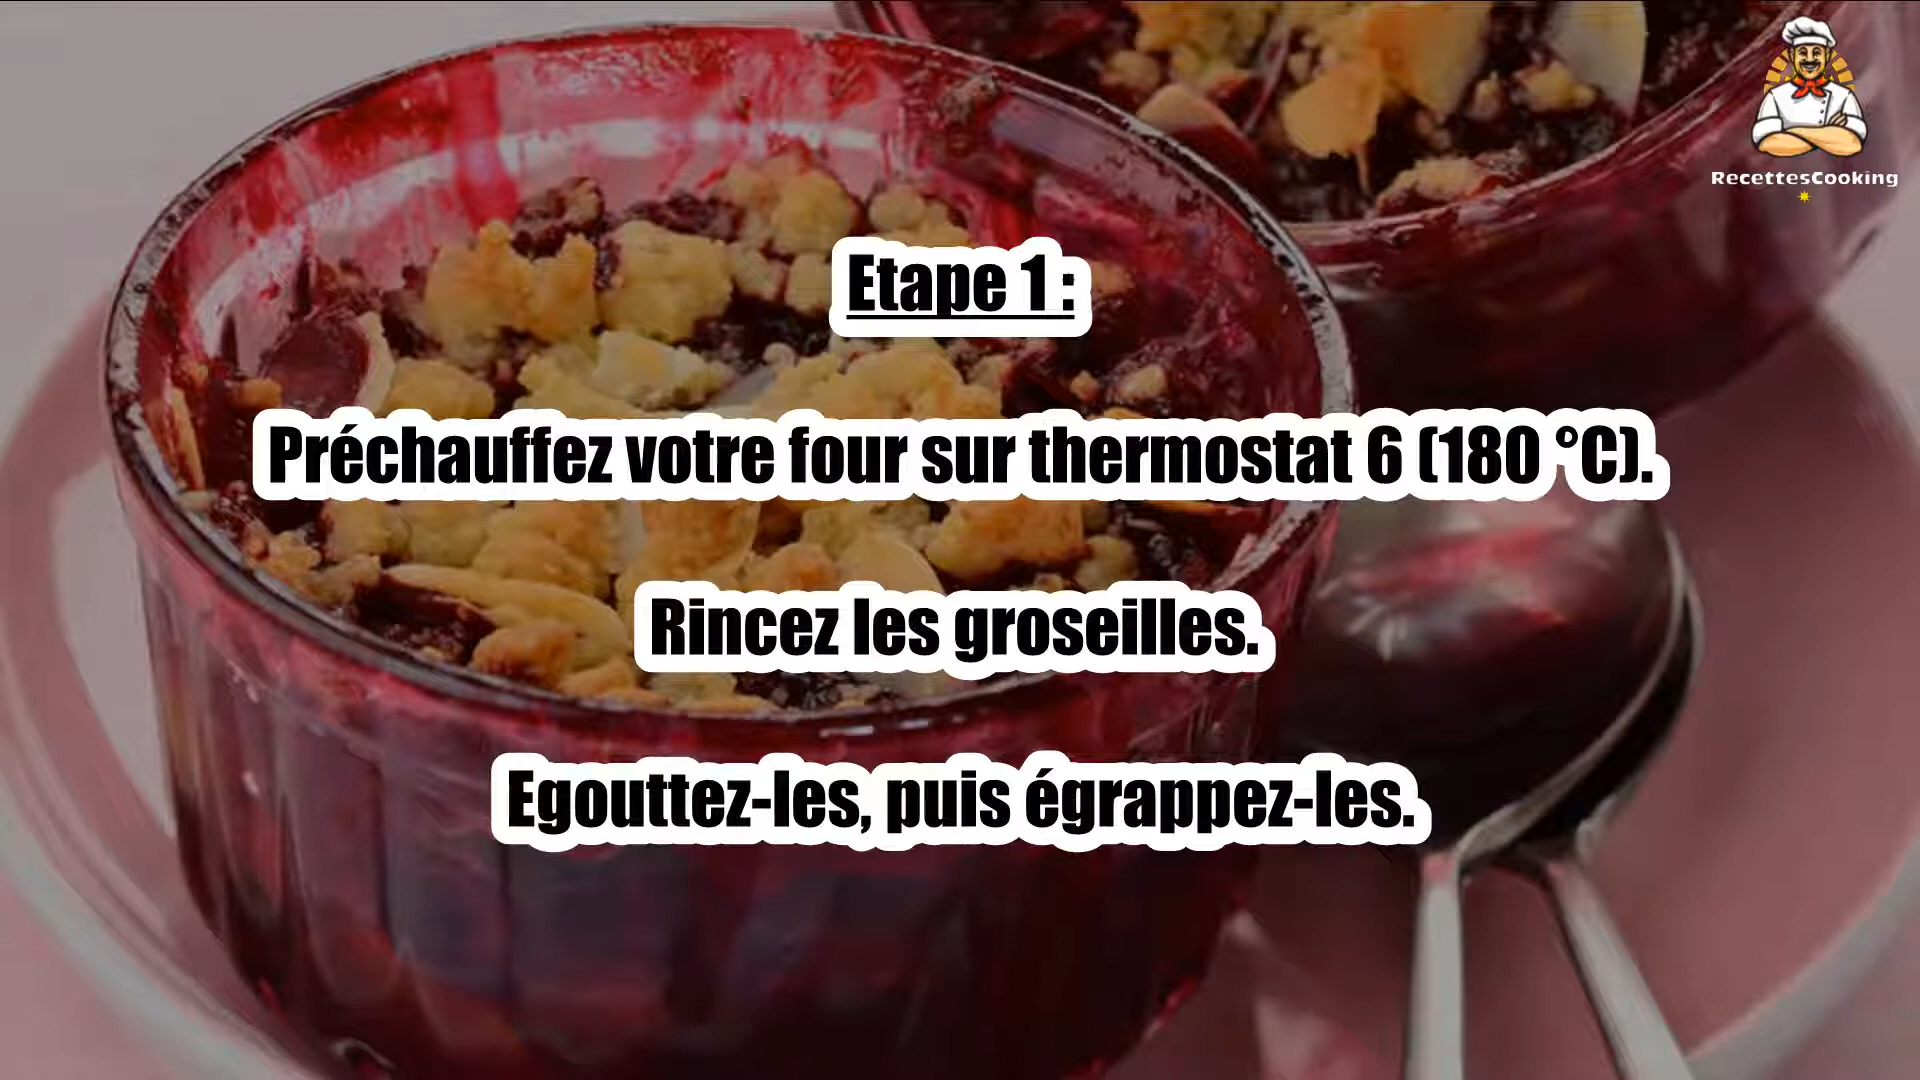 RecettesCooking
Etape 1 :
Préchauffez votre four sur thermostat 6 (180 °C).
Rincez les groseilles.
Egouttez-les, puis égrappez-les.